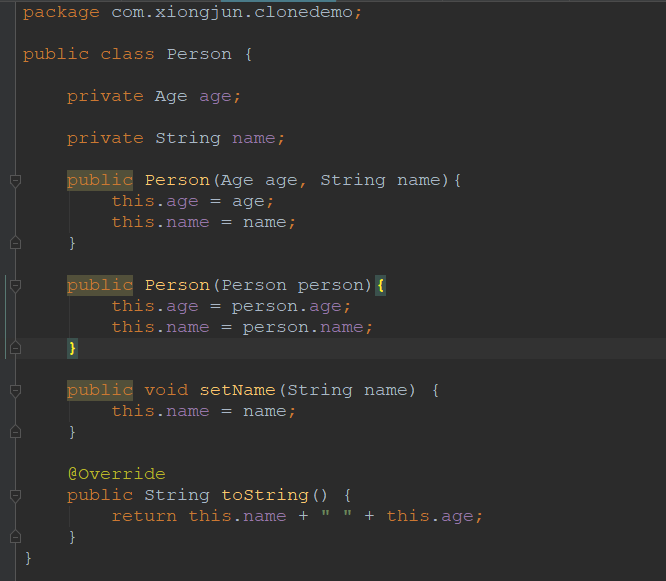 package com.xiongjun.clonedemo;
public class Person {
private Age age;
private String name;
public Person(Age age, String name){
this.age = age;
this.name = name;
}
public Person(Person person){
this.age = person.age;
this.name = person.name;
}
public void setName(String name) {
this.name = name;
}
@Override
public String toString() {
return this.name + " " + this.age;
}
}